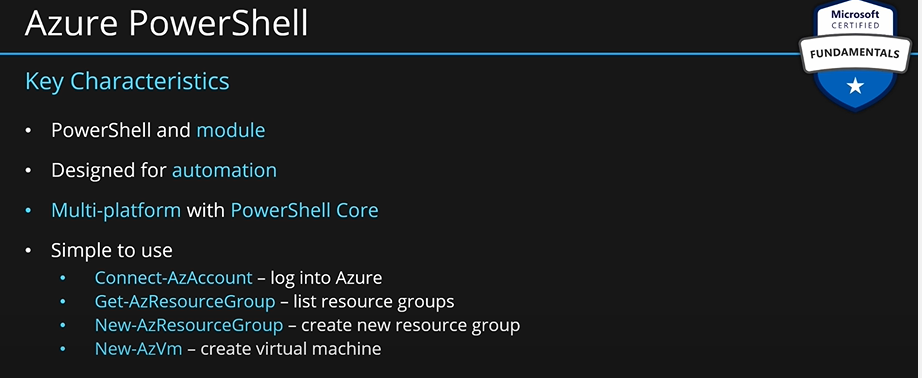 Azure PowerShell
Microsoft
CERTIFIED
FUNDAMENTALS
Key Characteristics
• PowerShell and module
• Designed for automation
• Multi-platform with PowerShell Core
• Simple to use
• Connect-AzAccount – log into Azure
• Get-AzResourceGroup – list resource groups
• New-AzResourceGroup – create new resource group
• New-AzVm – create virtual machine